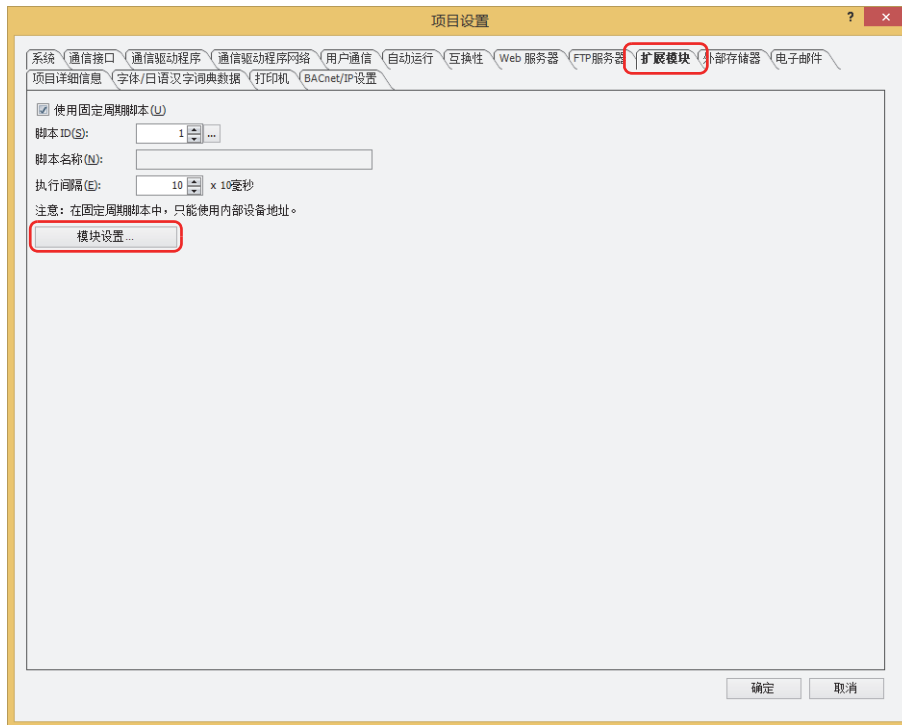 项目设置
? ×
系统 通信接口 通信驱动程序 通信驱动程序网络 用户通信 自动运行 互换性 Web 服务器 FTP服务器 扩展模块 外部存储器 电子邮件
项目详细信息 字体/日语汉字词典数据 打印机 BACnet/IP设置
使用固定周期脚本(U)
脚本 ID(S): 1 ...
脚本名称(N):
执行间隔(E): 10 x 10毫秒
注意：在固定周期脚本中，只能使用内部设备地址。
模块设置...
确定 取消